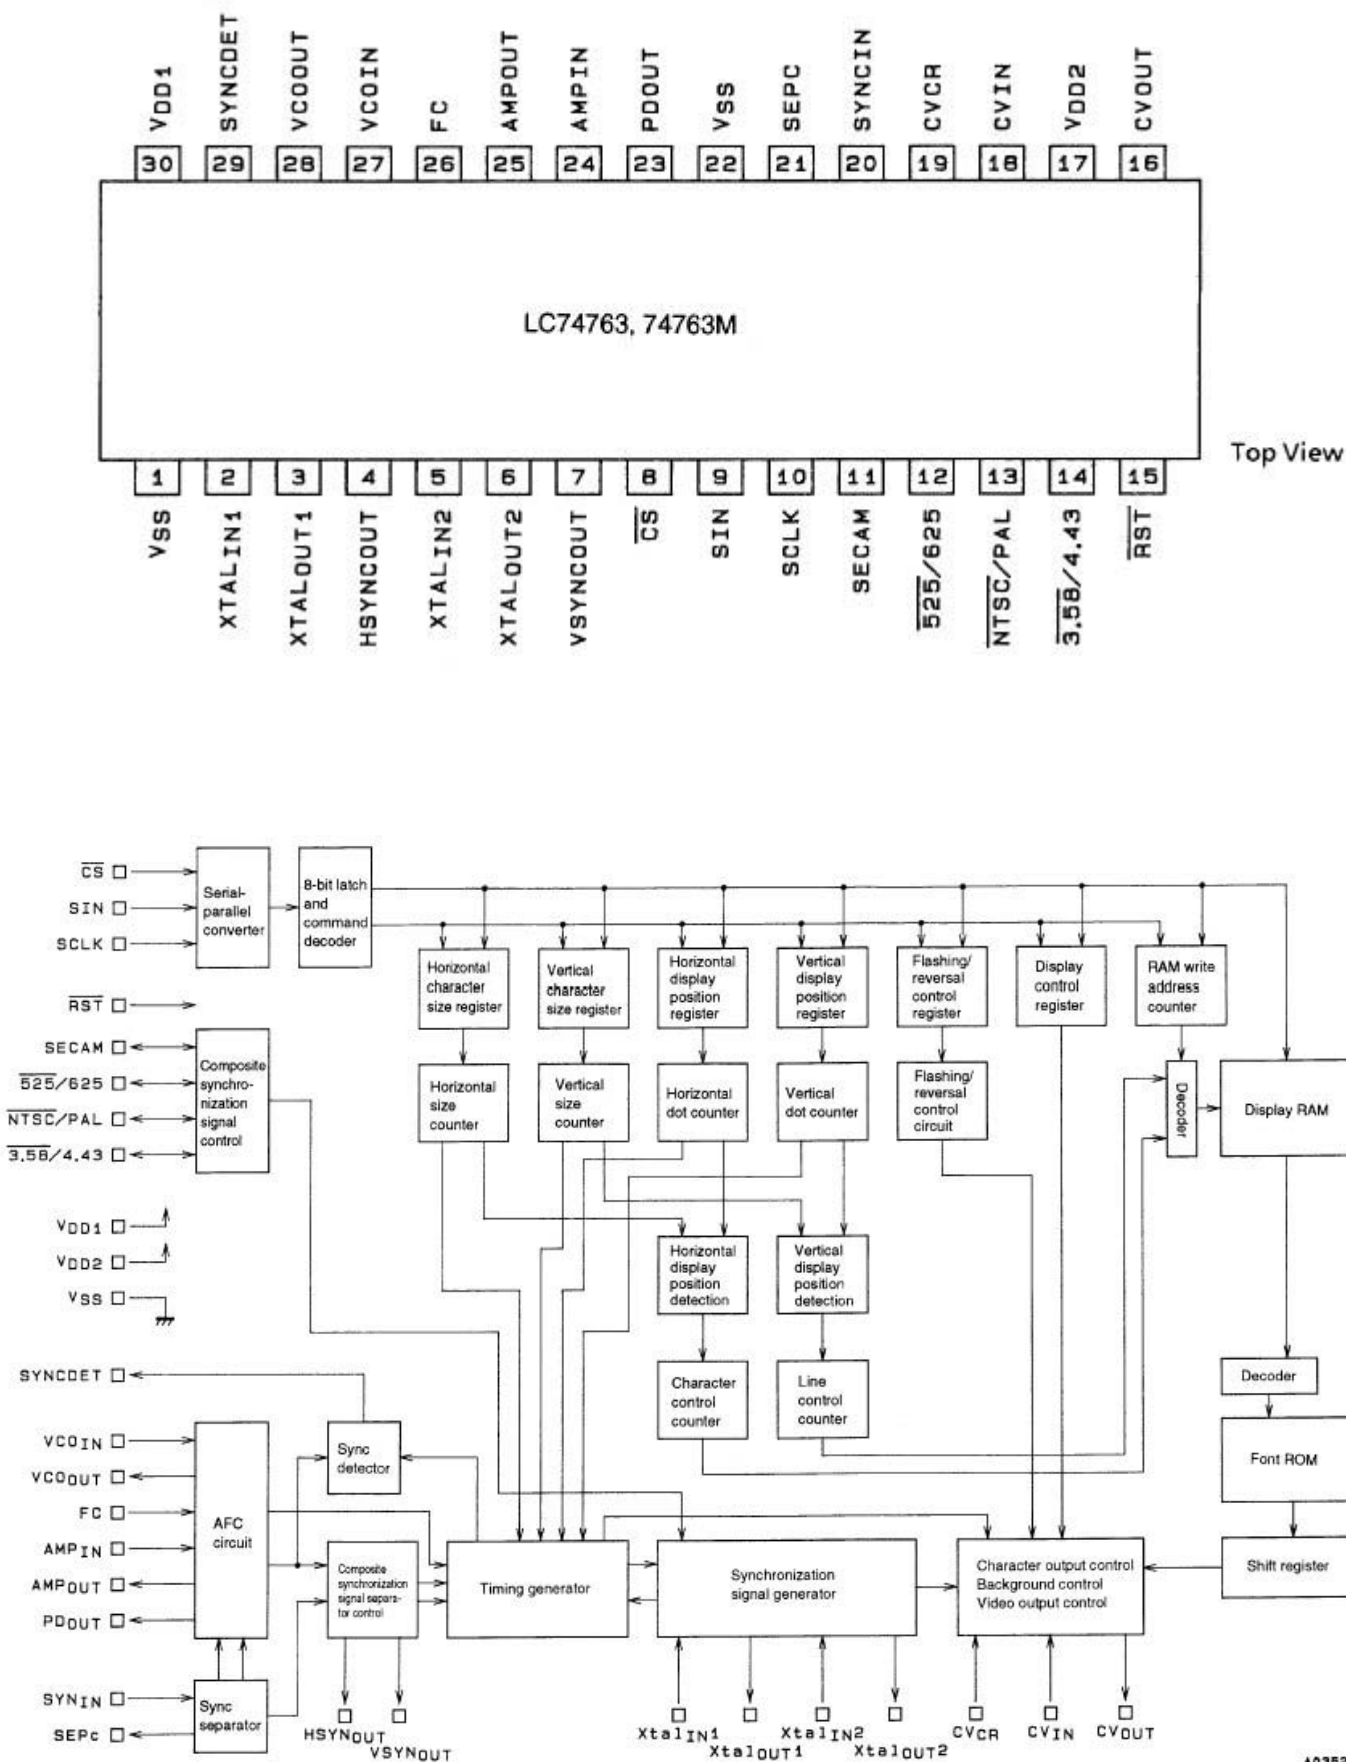 VDD1
SYNCDET
VCOOUT
VCOIN
FC
AMPOUT
AMPIN
PDOUT
VSS
SEPC
SYNCIN
CVCR
CVIN
VDD2
CVOUT
30 29 28 27 26 25 24 23 22 21 20 19 18 17 16
LC74763, 74763M
Top View
1 2 3 4 5 6 7 8 9 10 11 12 13 14 15
VSS
XTALIN1
XTALOUT1
HSYNCOUT
XTALIN2
XTALOUT2
VSYNCOUT
CS
SIN
SCLK
SECAM
525/625
NTSC/PAL
3.58/4.43
RST
CS
SIN
SCLK
Serial-
parallel
converter
8-bit latch
and
command
decoder
Horizontal
character
size register
Vertical
character
size register
Horizontal
display
position
register
Vertical
display
position
register
Flashing/
reversal
control
register
Display
control
register
RAM write
address
counter
RST
SECAM
525/625
NTSC/PAL
3.58/4.43
Composite
synchro-
nization
signal
control
Horizontal
size
counter
Vertical
size
counter
Horizontal
dot counter
Vertical
dot counter
Flashing/
reversal
control
circuit
Decoder
Display RAM
VDD1
VDD2
VSS
Horizontal
display
position
detection
Vertical
display
position
detection
SYNCDET
Character
control
counter
Line
control
counter
Decoder
VCOIN
VCOOUT
FC
AMPIN
AMPOUT
PDOUT
AFC
circuit
Sync
detector
Font ROM
Composite
synchronization
signal separa-
tor control
Timing generator
Synchronization
signal generator
Character output control
Background control
Video output control
Shift register
SYNIN
SEPc
Sync
separator
HSYNOUT
VSYNOUT
XtalIN1
XtalOUT1
XtalIN2
XtalOUT2
CVCR
CVIN
CVOUT